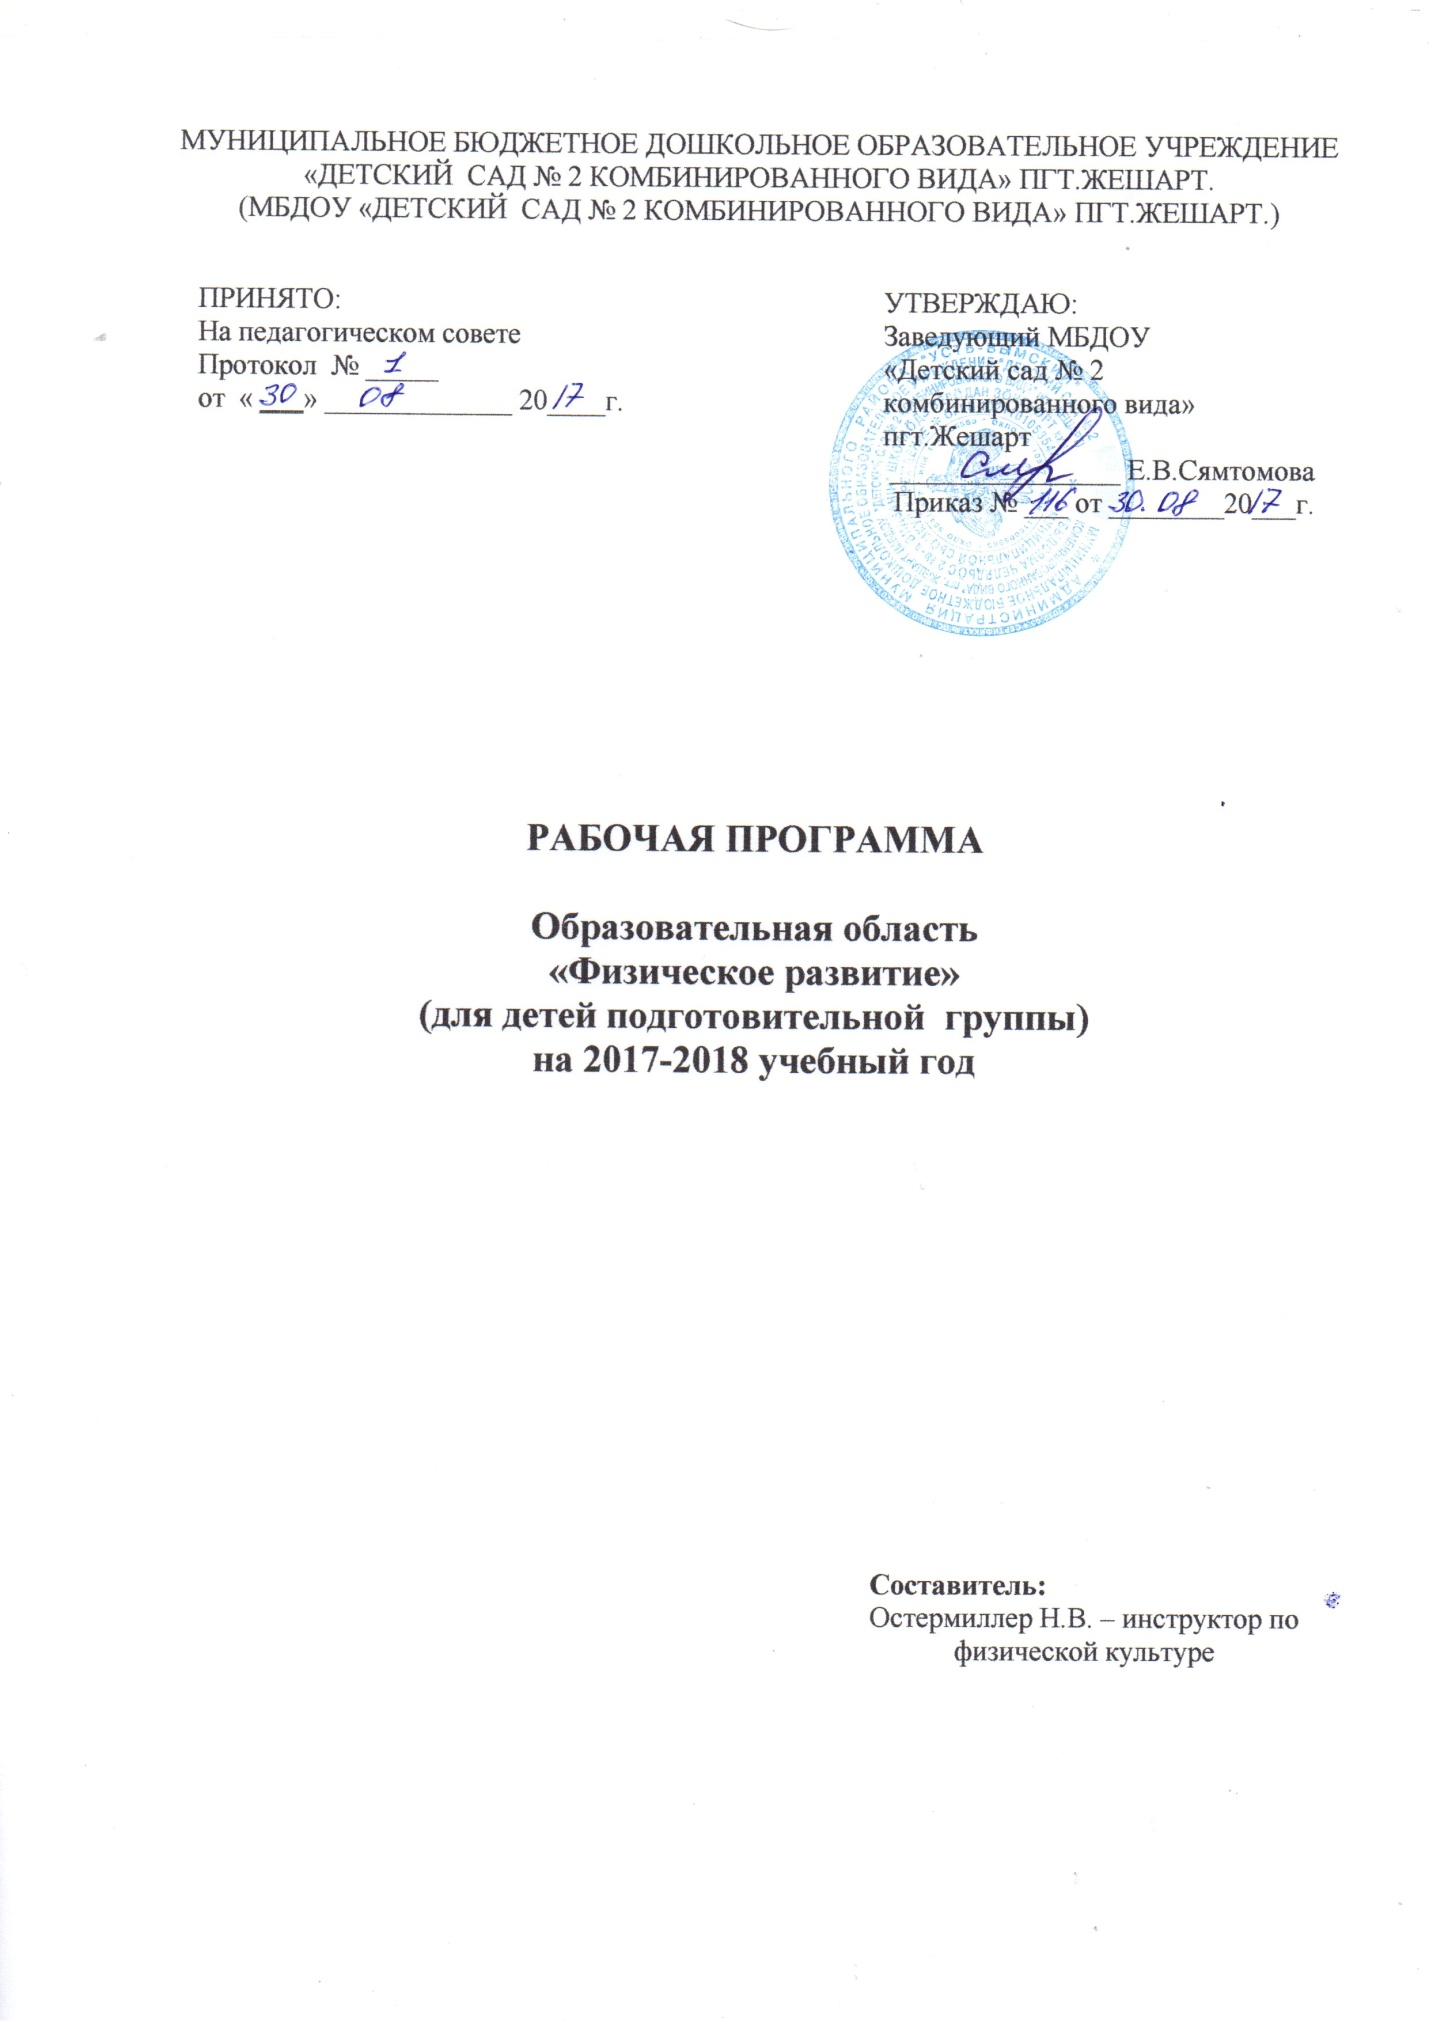 МУНИЦИПАЛЬНОЕ БЮДЖЕТНОЕ ДОШКОЛЬНОЕ ОБРАЗОВАТЕЛЬНОЕ УЧРЕЖДЕНИЕ
«ДЕТСКИЙ САД № 2 КОМБИНИРОВАННОГО ВИДА» ПГТ.ЖЕШАРТ.
(МБДОУ «ДЕТСКИЙ САД № 2 КОМБИНИРОВАННОГО ВИДА» ПГТ.ЖЕШАРТ.)
ПРИНЯТО:
На педагогическом совете
Протокол № 1
от « 30 » 08 2017 г.
УТВЕРЖДАЮ:
Заведующий МБДОУ
«Детский сад № 2
комбинированного вида»
пгт.Жешарт
Е.В.Сямтомова
Приказ № 116 от 30. 08 2017 г.
РАБОЧАЯ ПРОГРАММА
Образовательная область
«Физическое развитие»
(для детей подготовительной группы)
на 2017-2018 учебный год
Составитель:
Остермиллер Н.В. – инструктор по
физической культуре